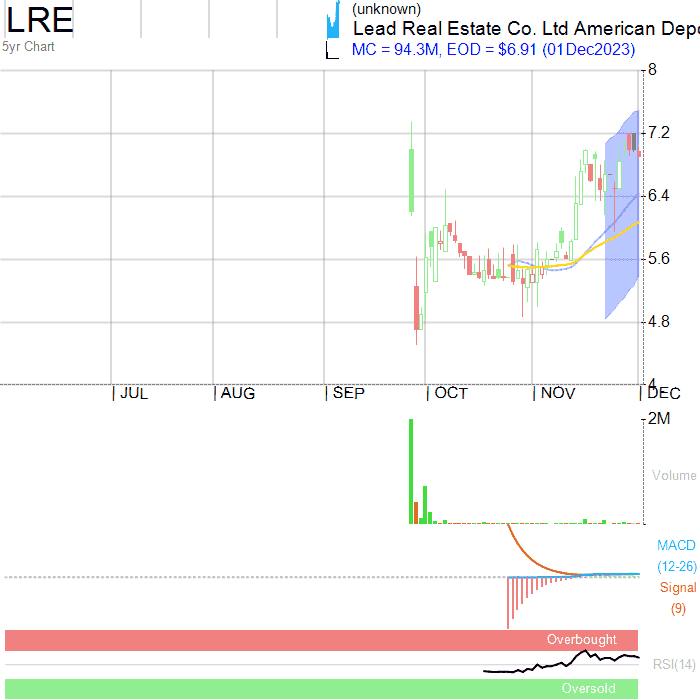 LRE
5yr Chart
(unknown)
Lead Real Estate Co. Ltd American Depo
MC = 94.3M, EOD = $6.91 (01Dec2023)
8
7.2
6.4
5.6
4.8
4
JUL AUG SEP OCT NOV DEC
2M
Volume
MACD
(12-26)
Signal
(9)
Overbought
RSI(14)
Oversold